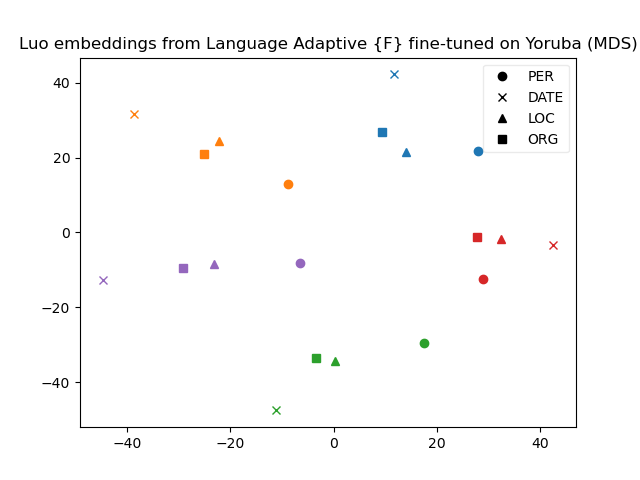 Luo embeddings from Language Adaptive {F} fine-tuned on Yoruba (MDS)
PER
DATE
LOC
ORG
40
20
0
−20
−40
−40 −20 0 20 40